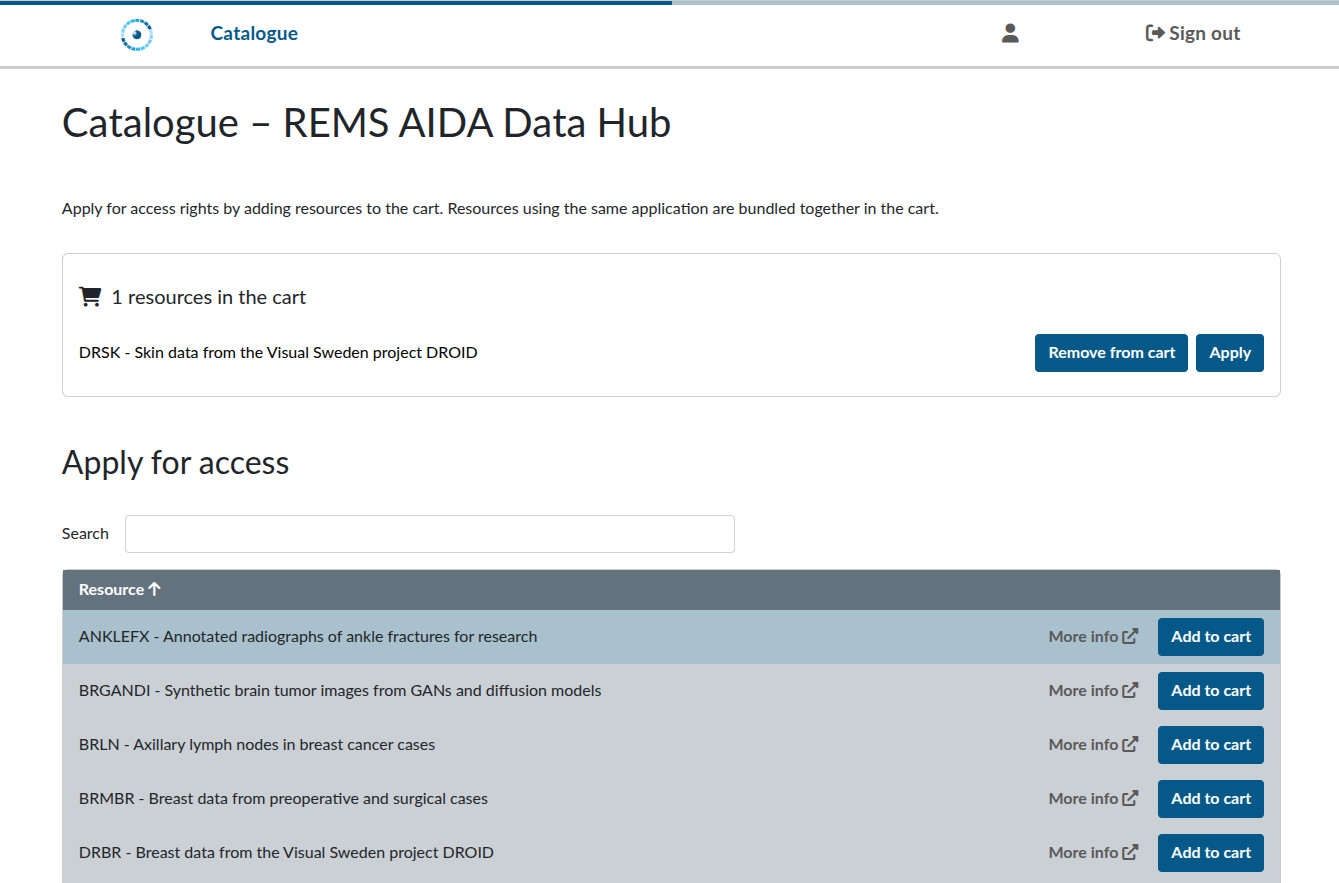 Catalogue
Sign out
Catalogue – REMS AIDA Data Hub
Apply for access rights by adding resources to the cart. Resources using the same application are bundled together in the cart.
1 resources in the cart
DRSK - Skin data from the Visual Sweden project DROID
Remove from cart
Apply
Apply for access
Search
Resource
ANKLEFX - Annotated radiographs of ankle fractures for research More info Add to cart
BRGANDI - Synthetic brain tumor images from GANs and diffusion models More info Add to cart
BRLN - Axillary lymph nodes in breast cancer cases More info Add to cart
BRMBR - Breast data from preoperative and surgical cases More info Add to cart
DRBR - Breast data from the Visual Sweden project DROID More info Add to cart